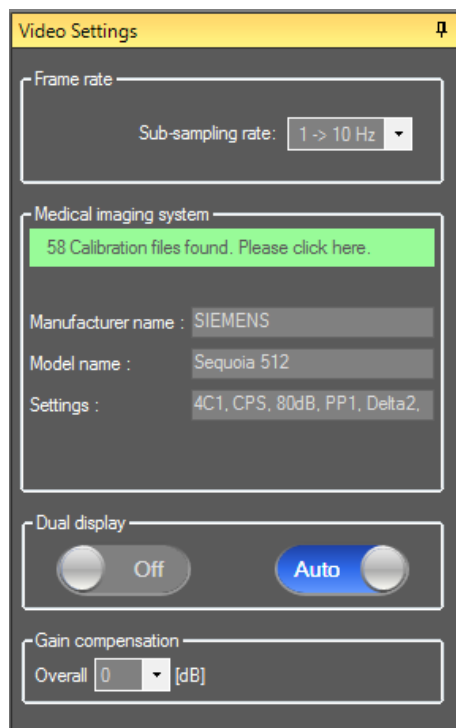 Video Settings
Frame rate
Sub-sampling rate: 1 -> 10 Hz
Medical imaging system
58 Calibration files found. Please click here.
Manufacturer name : SIEMENS
Model name : Sequoia 512
Settings : 4C1, CPS, 80dB, PP1, Delta2,
Dual display
Off Auto
Gain compensation
Overall 0 [dB]